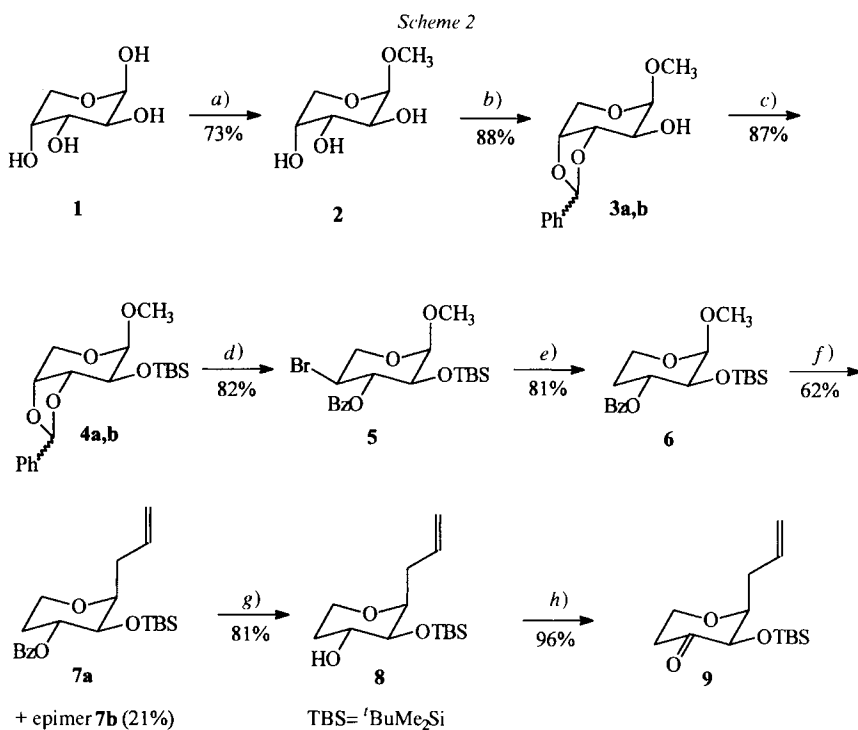 Scheme 2
OH
O
OH
HO
OH
1
a)
73%
OCH₃
O
OH
HO
OH
2
b)
88%
OCH₃
O
OH
O
O
Ph
3a,b
c)
87%
OCH₃
O
OTBS
O
O
Ph
4a,b
d)
82%
OCH₃
Br
O
OTBS
BzO
5
e)
81%
OCH₃
O
OTBS
BzO
6
f)
62%
O
OTBS
BzO
7a
+ epimer 7b (21%)
g)
81%
O
OTBS
HO
8
TBS= ᵗBuMe₂Si
h)
96%
O
OTBS
O
9